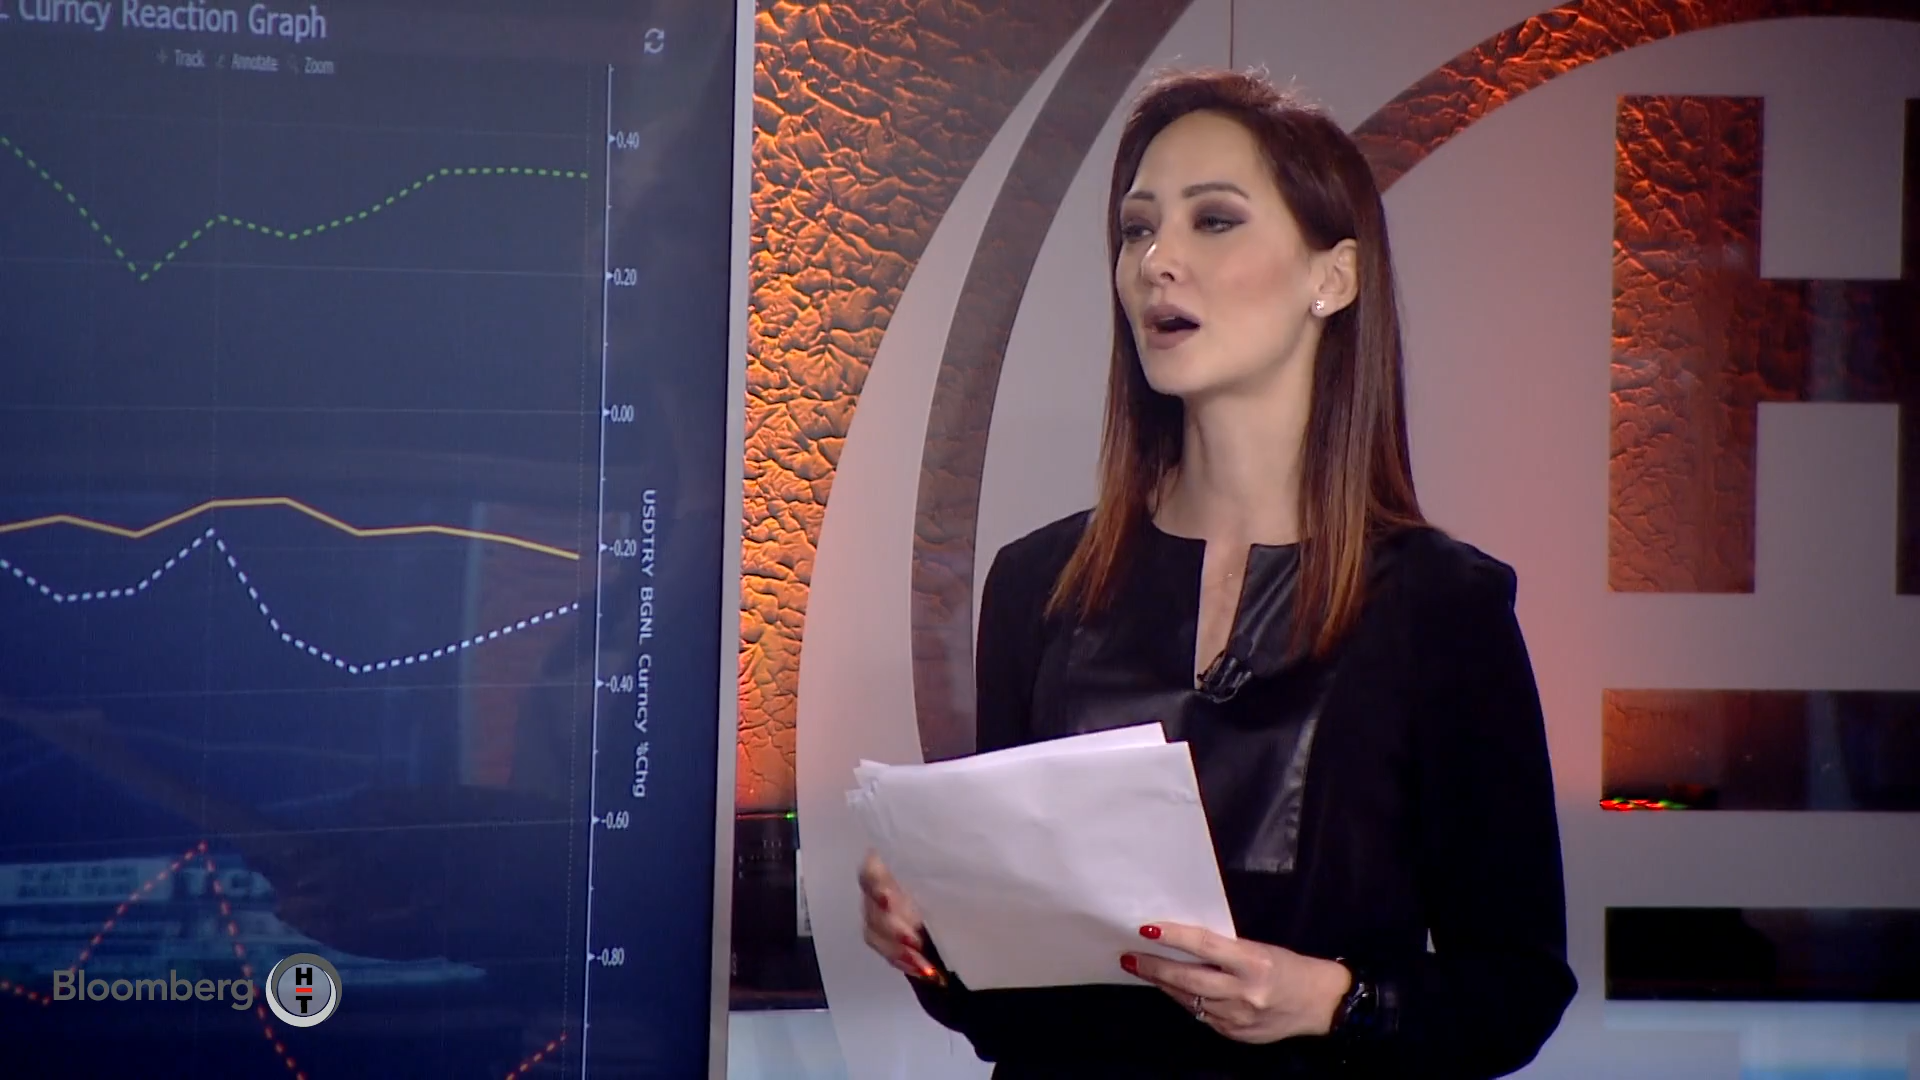 Curncy Reaction Graph
Track Annotate Zoom
0.40
0.20
0.00
-0.20
-0.40
-0.60
-0.80
USDTRY BGNL Curncy %Chg
Bloomberg HT
H